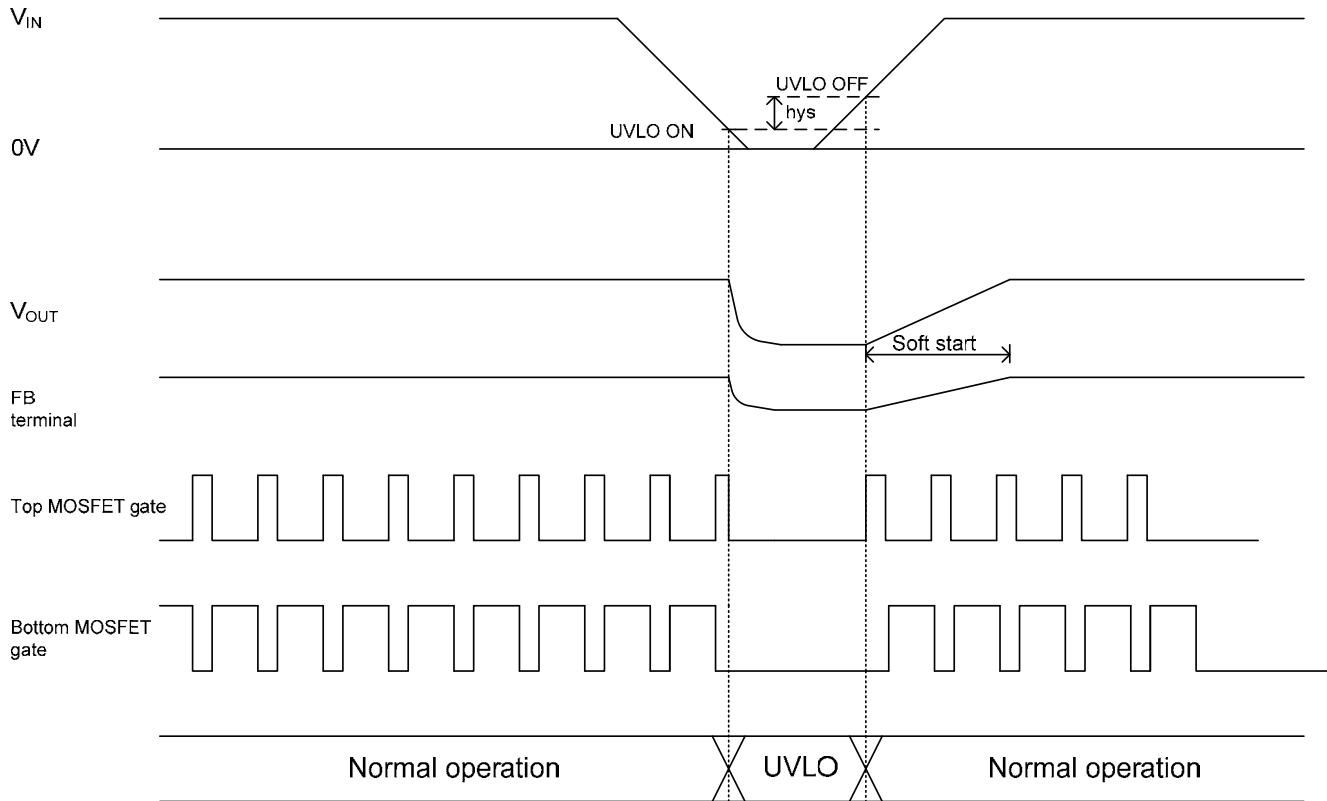 VIN
UVLO OFF
hys
UVLO ON
0V
VOUT
Soft start
FB
terminal
Top MOSFET gate
Bottom MOSFET
gate
Normal operation
UVLO
Normal operation